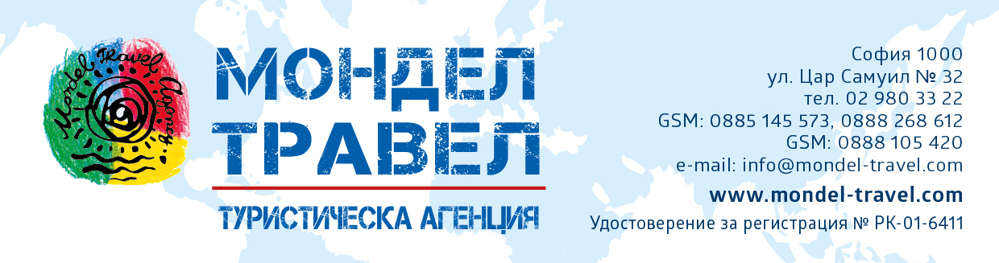 Mondel Travel Agency.
МОНДЕЛ
ТРАВЕЛ
ТУРИСТИЧЕСКА АГЕНЦИЯ
София 1000
ул. Цар Самуил № 32
тел. 02 980 33 22
GSM: 0885 145 573, 0888 268 612
GSM: 0888 105 420
e-mail: info@mondel-travel.com
www.mondel-travel.com
Удостоверение за регистрация № РК-01-6411